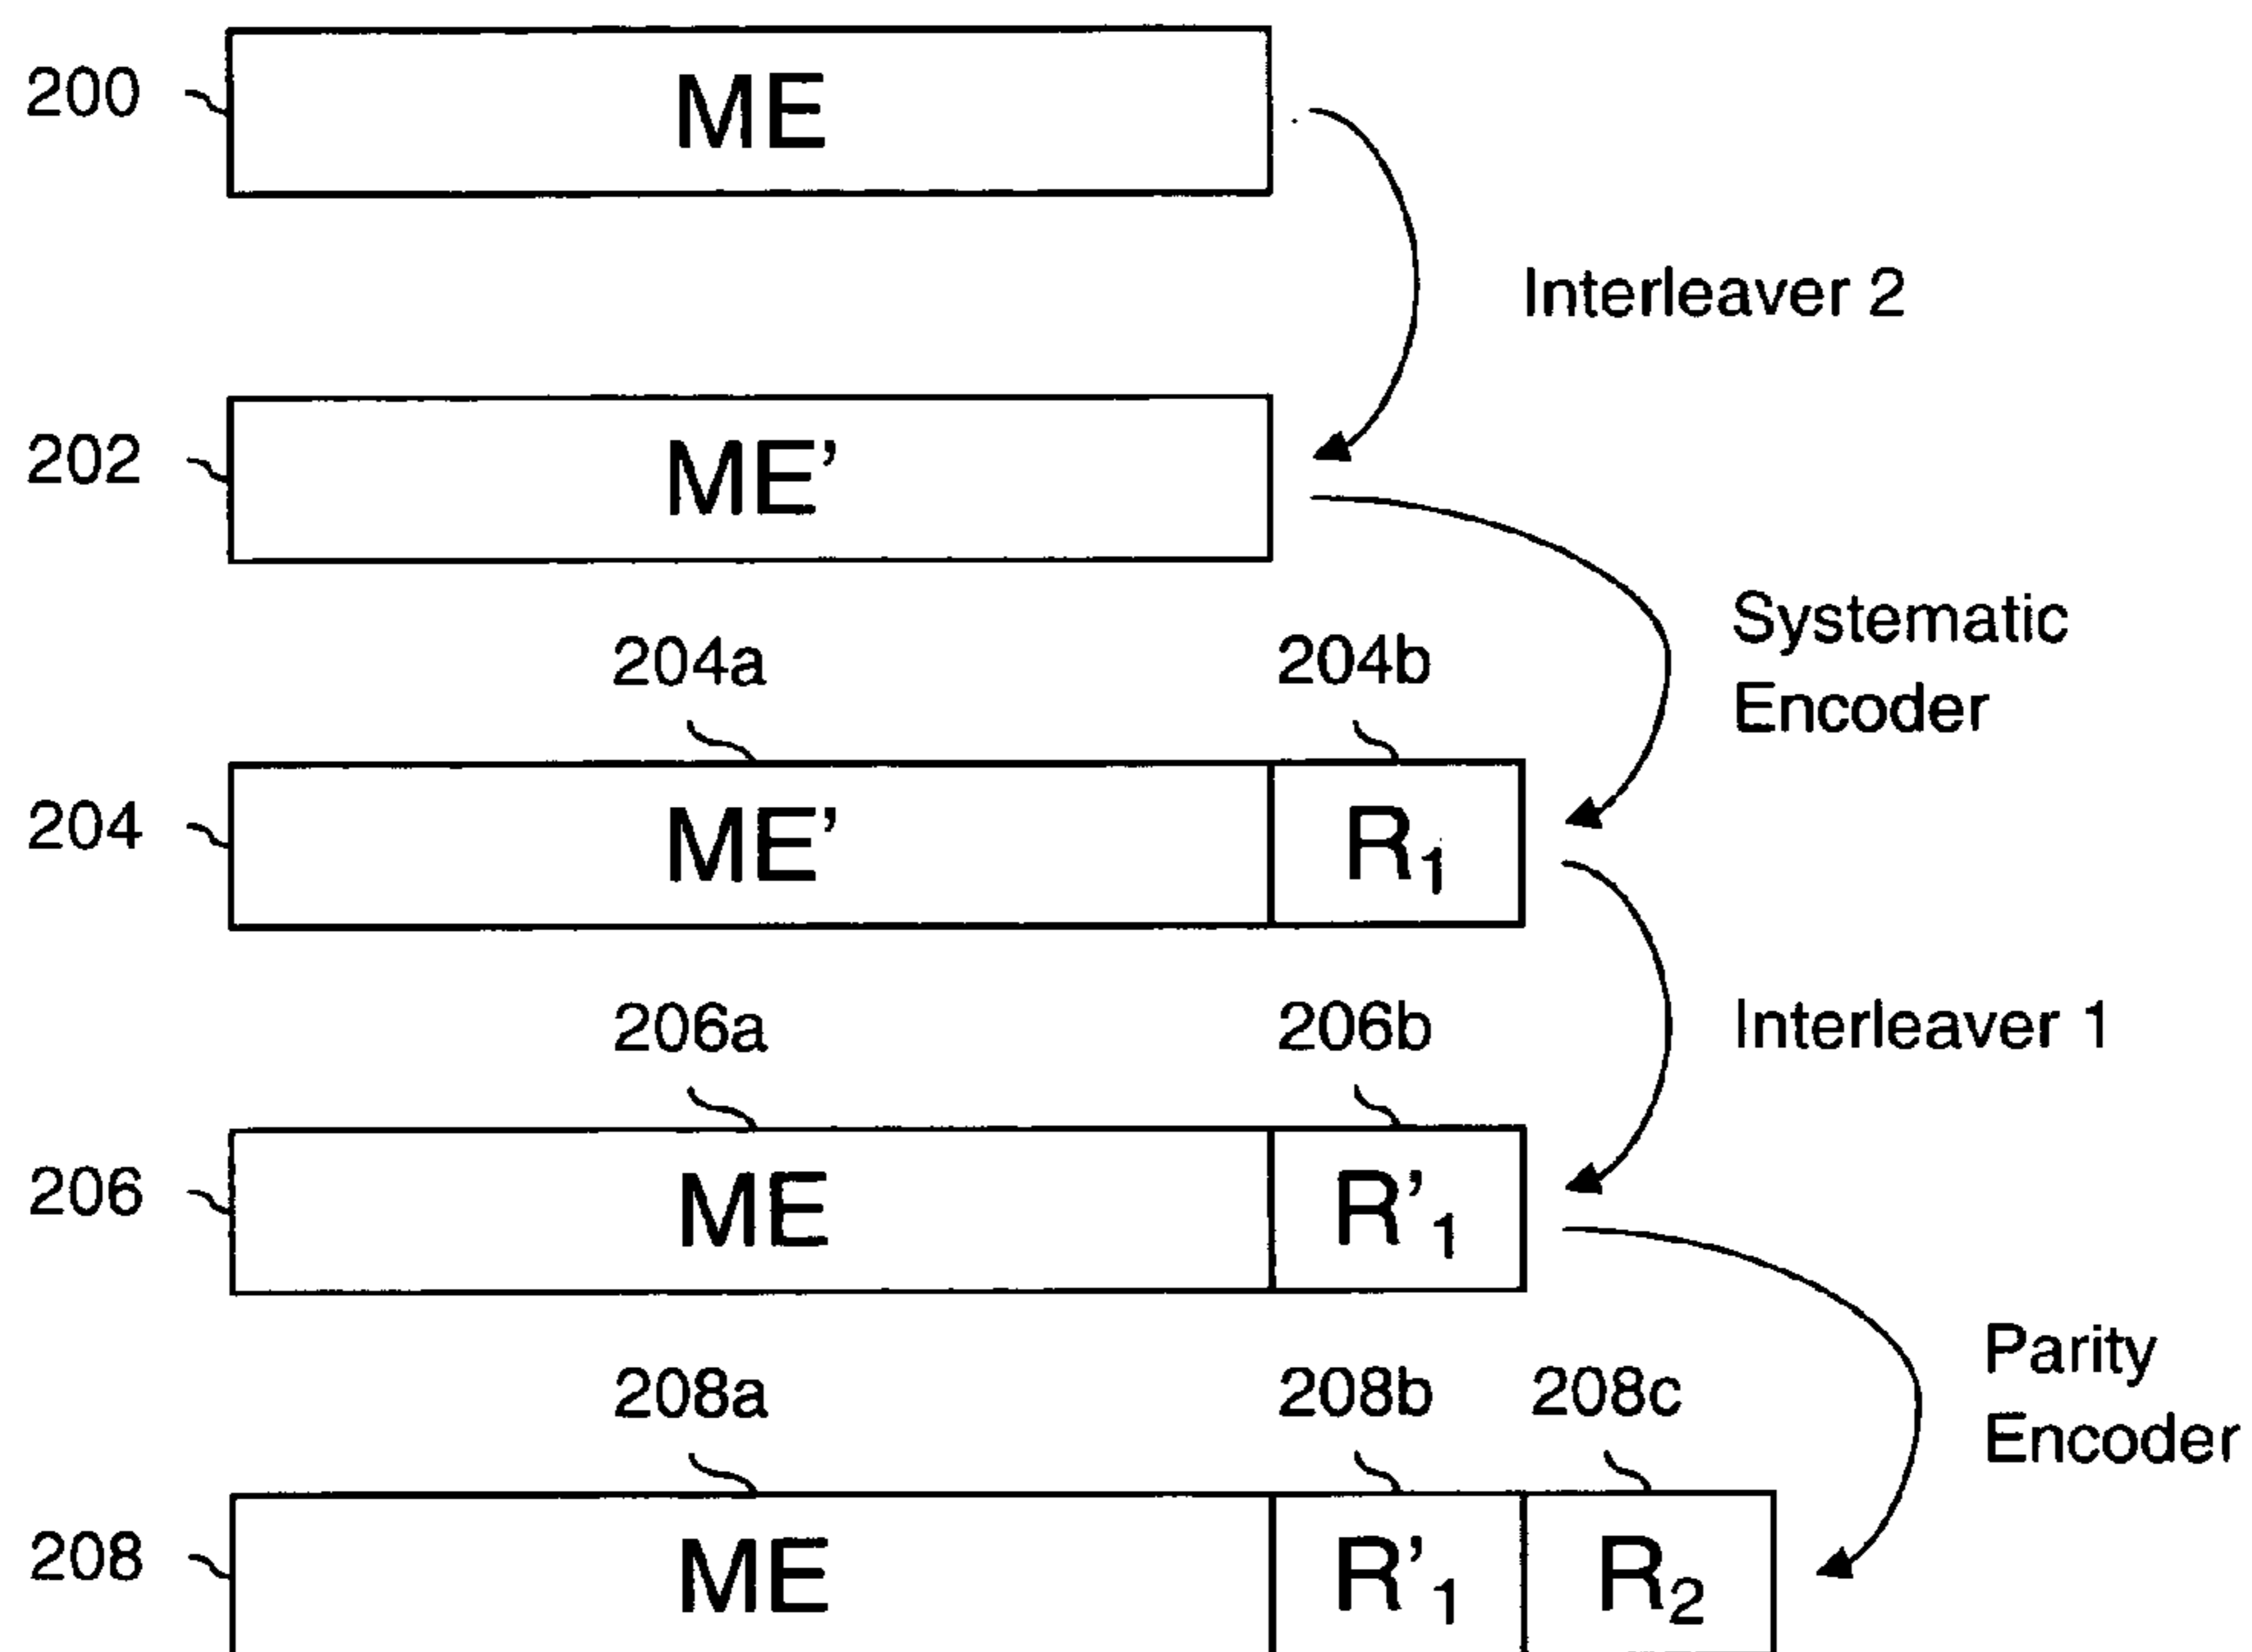 200
ME
Interleaver 2
202
ME'
Systematic
Encoder
204a
204b
204
ME'
R1
206a
206b
Interleaver 1
206
ME
R'1
208a
208b
208c
Parity
Encoder
208
ME
R'1
R2